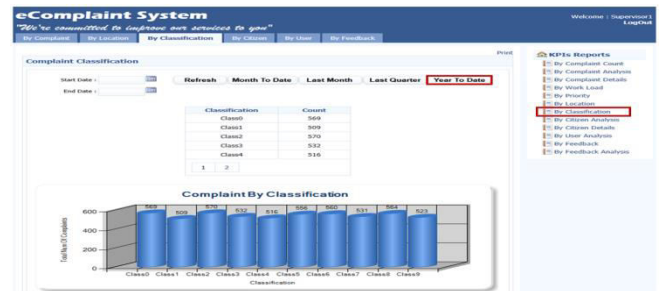 eComplaint System
"We're committed to improve our services to you"
Welcome : Supervisor1
LogOut
By Complaint By Location By Classification By Citizen By User By Feedback
Print
Complaint Classification
Start Date :
End Date :
Refresh Month To Date Last Month Last Quarter Year To Date
Classification Count
Class0 569
Class1 509
Class2 570
Class3 532
Class4 516
1 2
KPIs Reports
By Complaint Count
By Complaint Analysis
By Complaint Details
By Work Load
By Priority
By Location
By Classification
By Citizen Analysis
By Citizen Details
By User Analysis
By Feedback
By Feedback Analysis
Complaint By Classification
Total Num Of Complaints
600
400
200
0
569 509 570 532 516 556 560 531 564 523
Class0 Class1 Class2 Class3 Class4 Class5 Class6 Class7 Class8 Class9
Classification